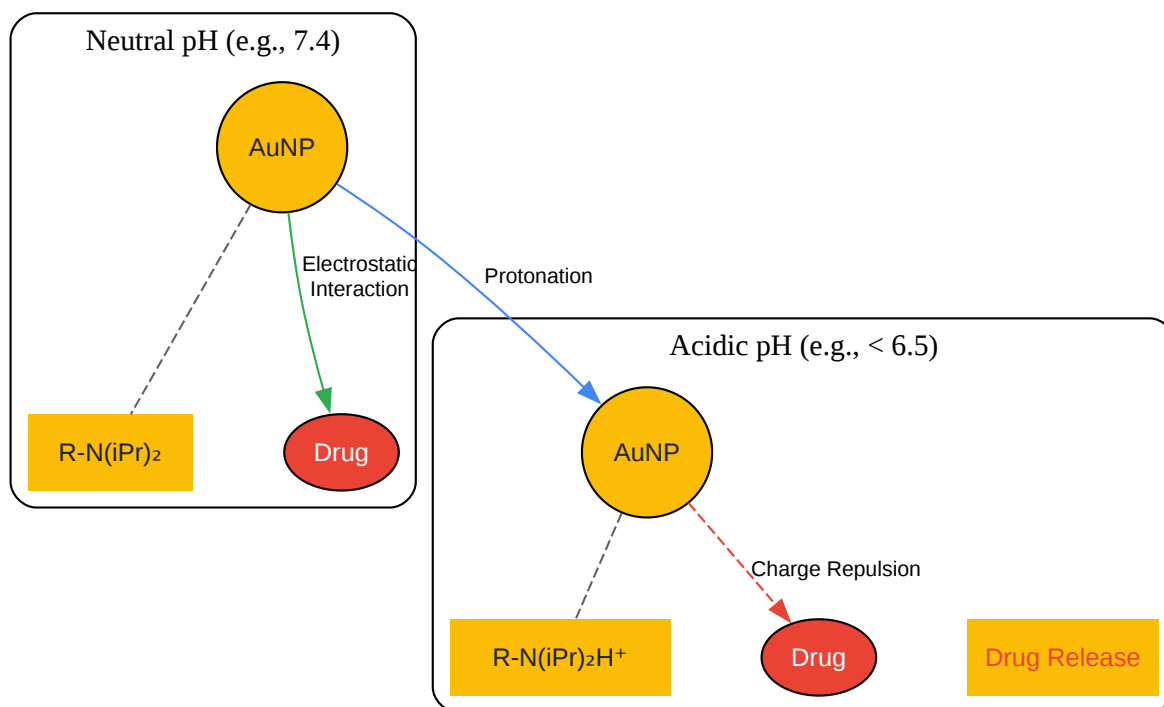 Neutral pH (e.g., 7.4)
AuNP
Electrostatic
Interaction
Protonation
R-N(iPr)₂
Drug
Acidic pH (e.g., < 6.5)
AuNP
Charge Repulsion
R-N(iPr)₂H⁺
Drug
Drug Release